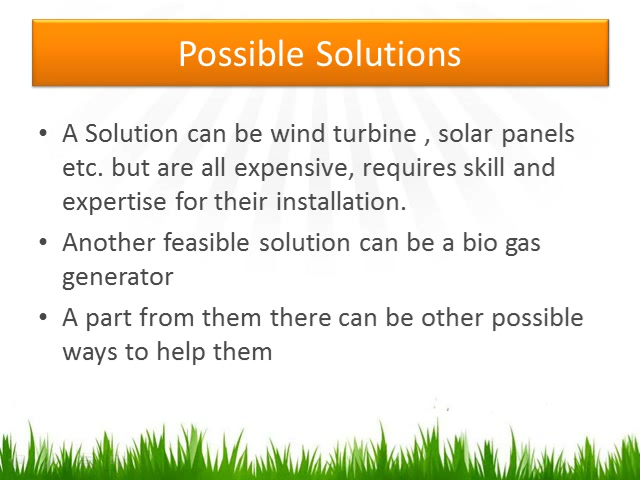 Possible Solutions
• A Solution can be wind turbine , solar panels
etc. but are all expensive, requires skill and
expertise for their installation.
• Another feasible solution can be a bio gas
generator
• A part from them there can be other possible
ways to help them